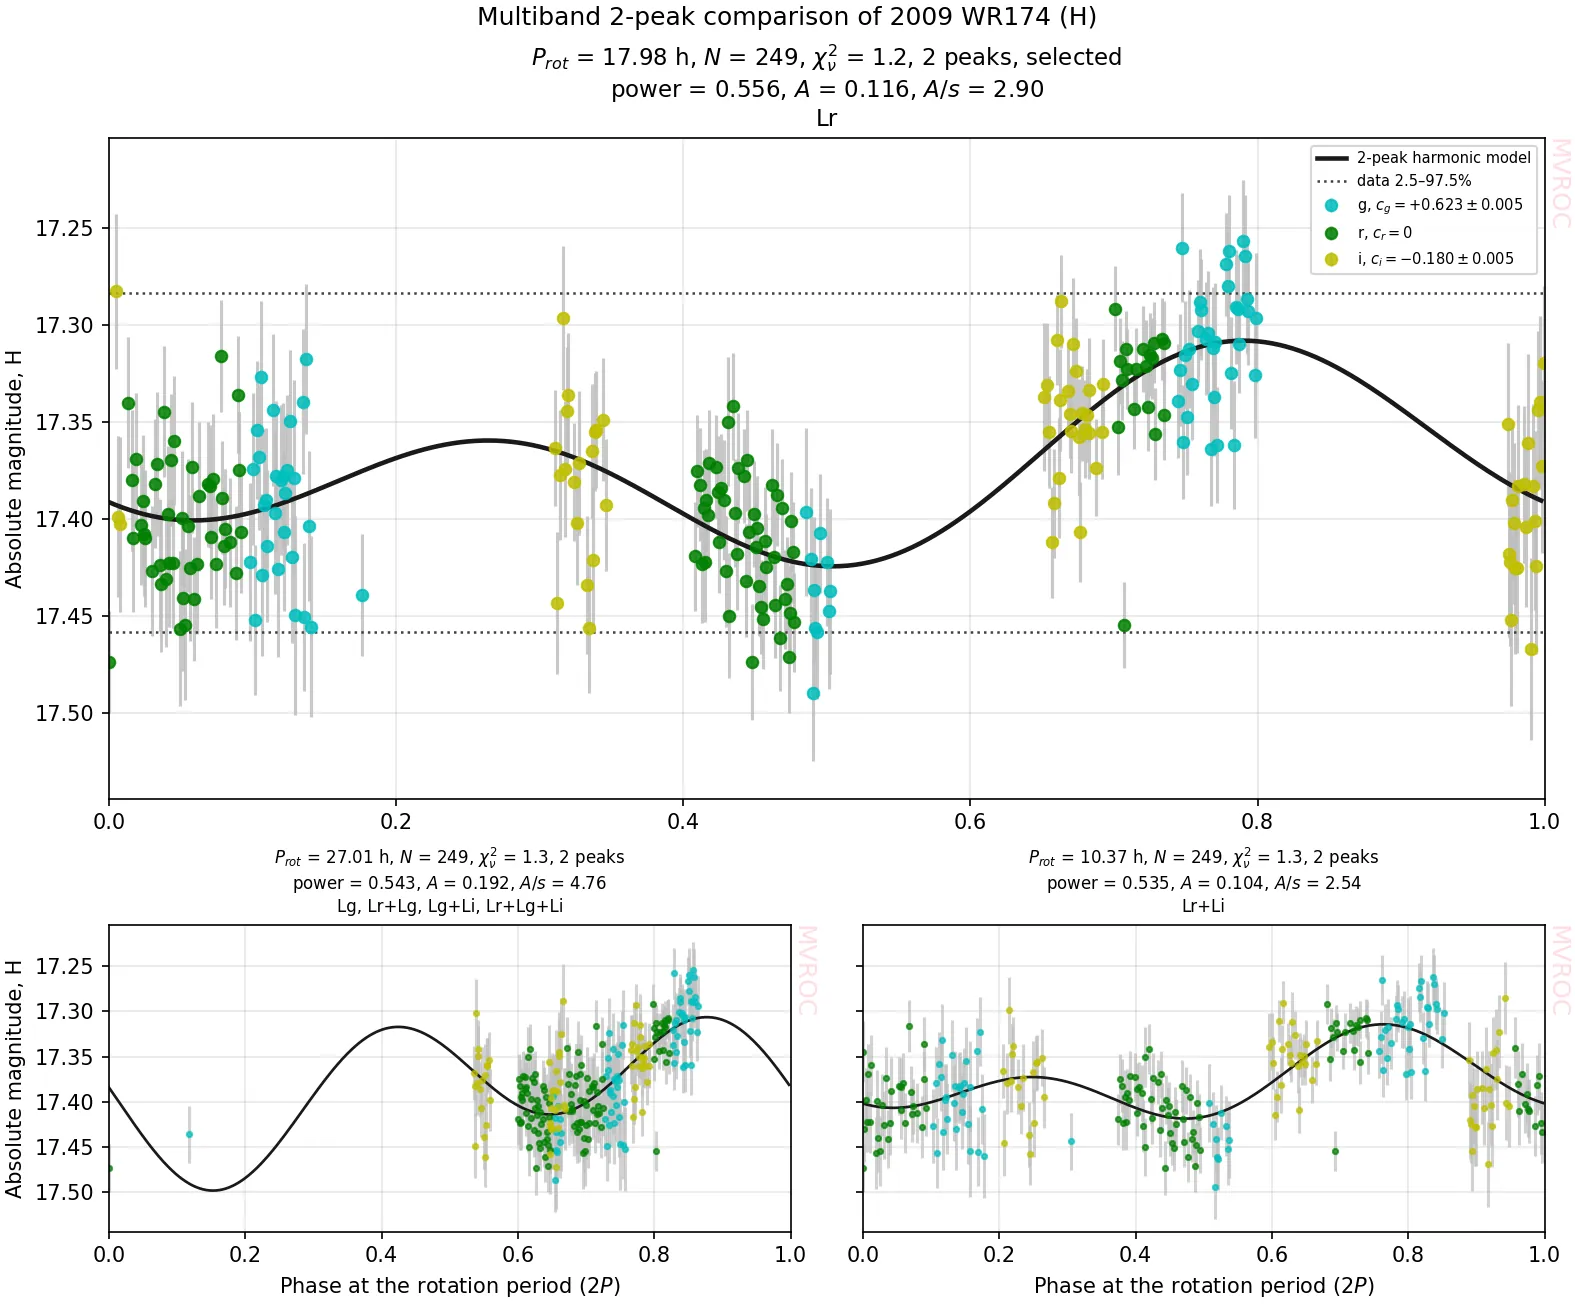 Multiband 2-peak comparison of 2009 WR174 (H)
P_rot = 17.98 h, N = 249, χ²_ν = 1.2, 2 peaks, selected
power = 0.556, A = 0.116, A/s = 2.90
Lr
2-peak harmonic model
data 2.5–97.5%
g, c_g = +0.623 ± 0.005
r, c_r = 0
i, c_i = −0.180 ± 0.005
MVROC
Absolute magnitude, H
17.25
17.30
17.35
17.40
17.45
17.50
0.0 0.2 0.4 0.6 0.8 1.0
P_rot = 27.01 h, N = 249, χ²_ν = 1.3, 2 peaks
power = 0.543, A = 0.192, A/s = 4.76
Lg, Lr+Lg, Lg+Li, Lr+Lg+Li
MVROC
Absolute magnitude, H
17.25
17.30
17.35
17.40
17.45
17.50
0.0 0.2 0.4 0.6 0.8 1.0
Phase at the rotation period (2P)
P_rot = 10.37 h, N = 249, χ²_ν = 1.3, 2 peaks
power = 0.535, A = 0.104, A/s = 2.54
Lr+Li
MVROC
0.0 0.2 0.4 0.6 0.8 1.0
Phase at the rotation period (2P)